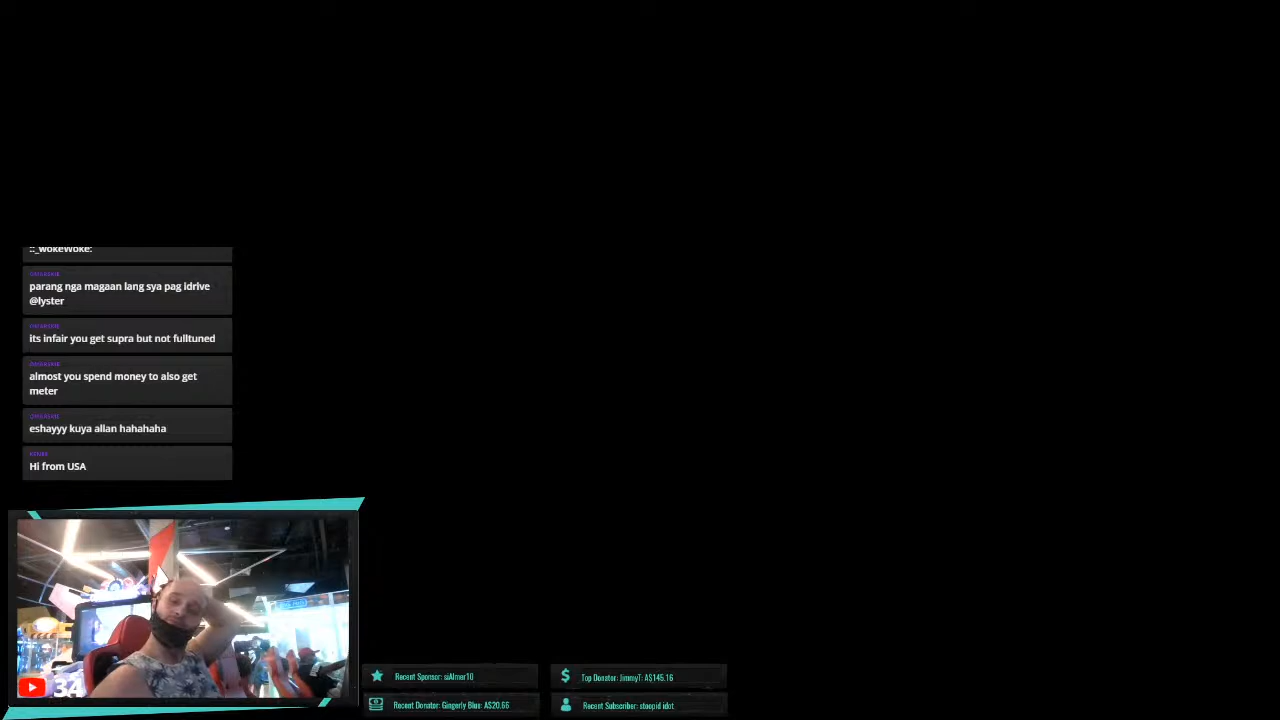 ::_wokeWoke:
parang nga magaan lang sya pag idrive
@lyster
its infair you get supra but not fulltuned
almost you spend money to also get
meter
eshayyy kuya allan hahahaha
Hi from USA
34
Recent Sponsor: siAlmer10
Top Donator: JimmyT: A$145.16
Recent Donator: Gingerly Blue: A$20.66
Recent Subscriber: stoopid idot